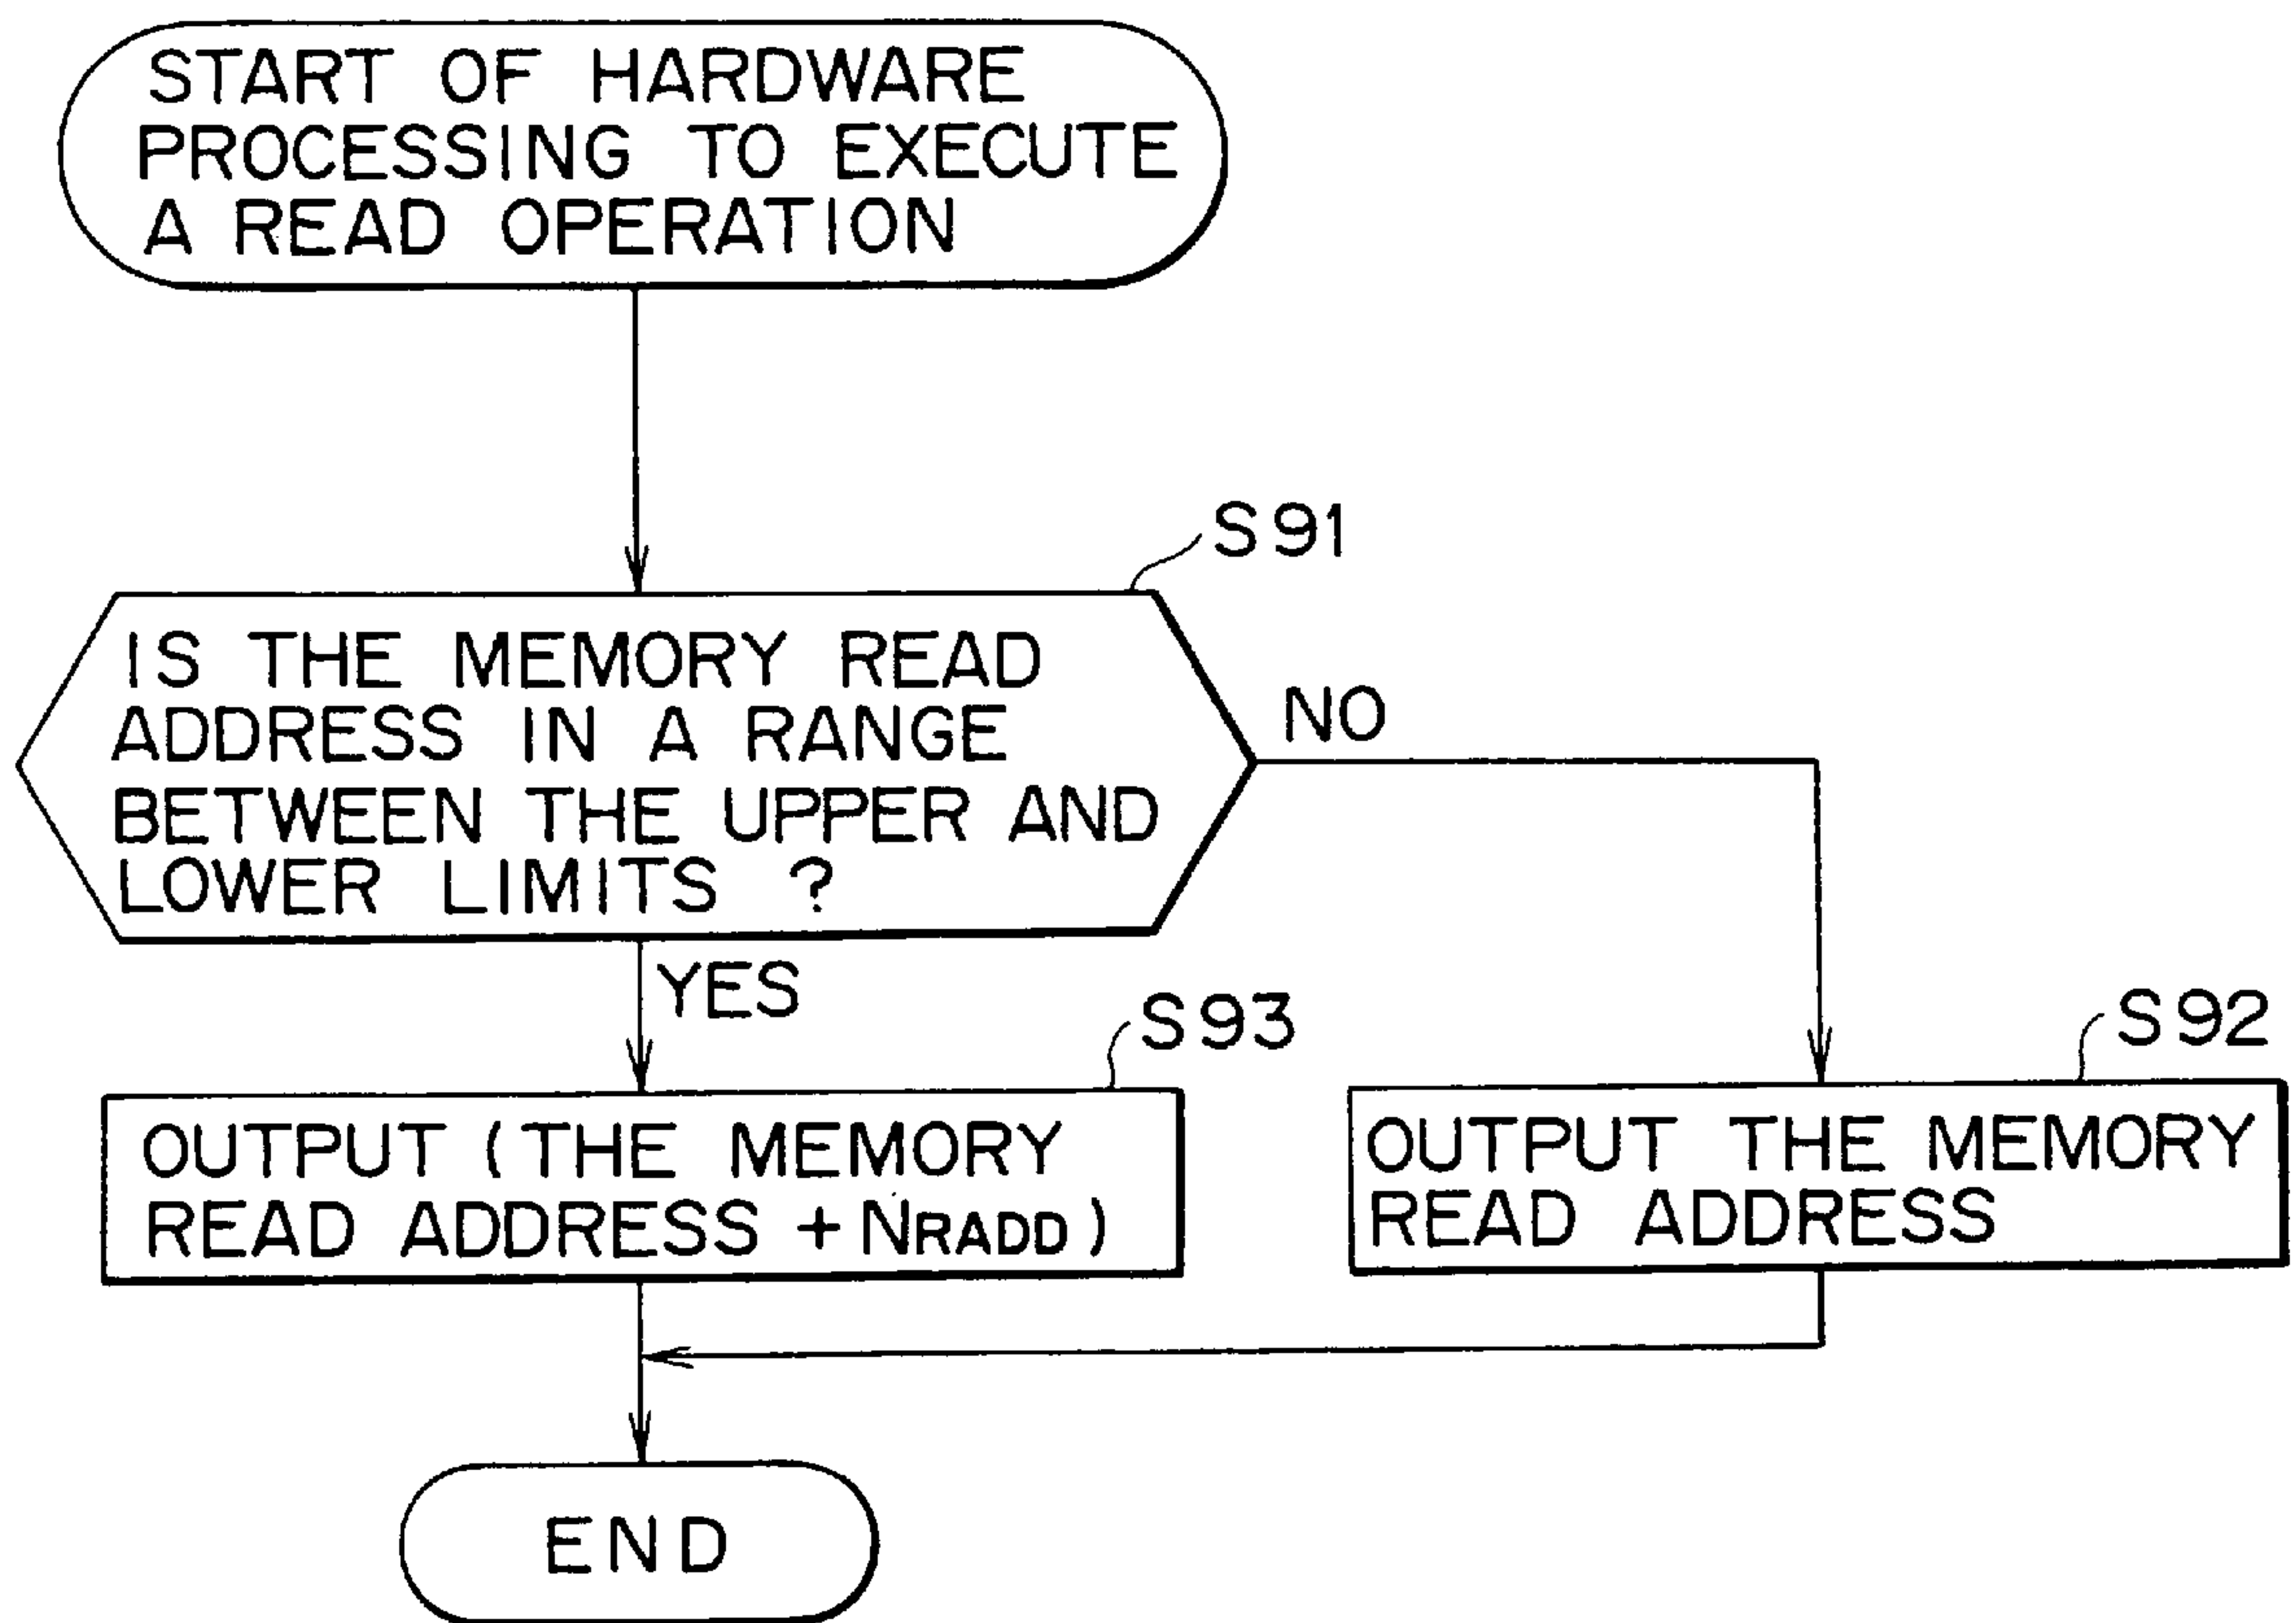 START OF HARDWARE
PROCESSING TO EXECUTE
A READ OPERATION
S91
IS THE MEMORY READ
ADDRESS IN A RANGE
BETWEEN THE UPPER AND
LOWER LIMITS ?
NO
YES
S93
OUTPUT (THE MEMORY
READ ADDRESS + NRADD)
S92
OUTPUT THE MEMORY
READ ADDRESS
END